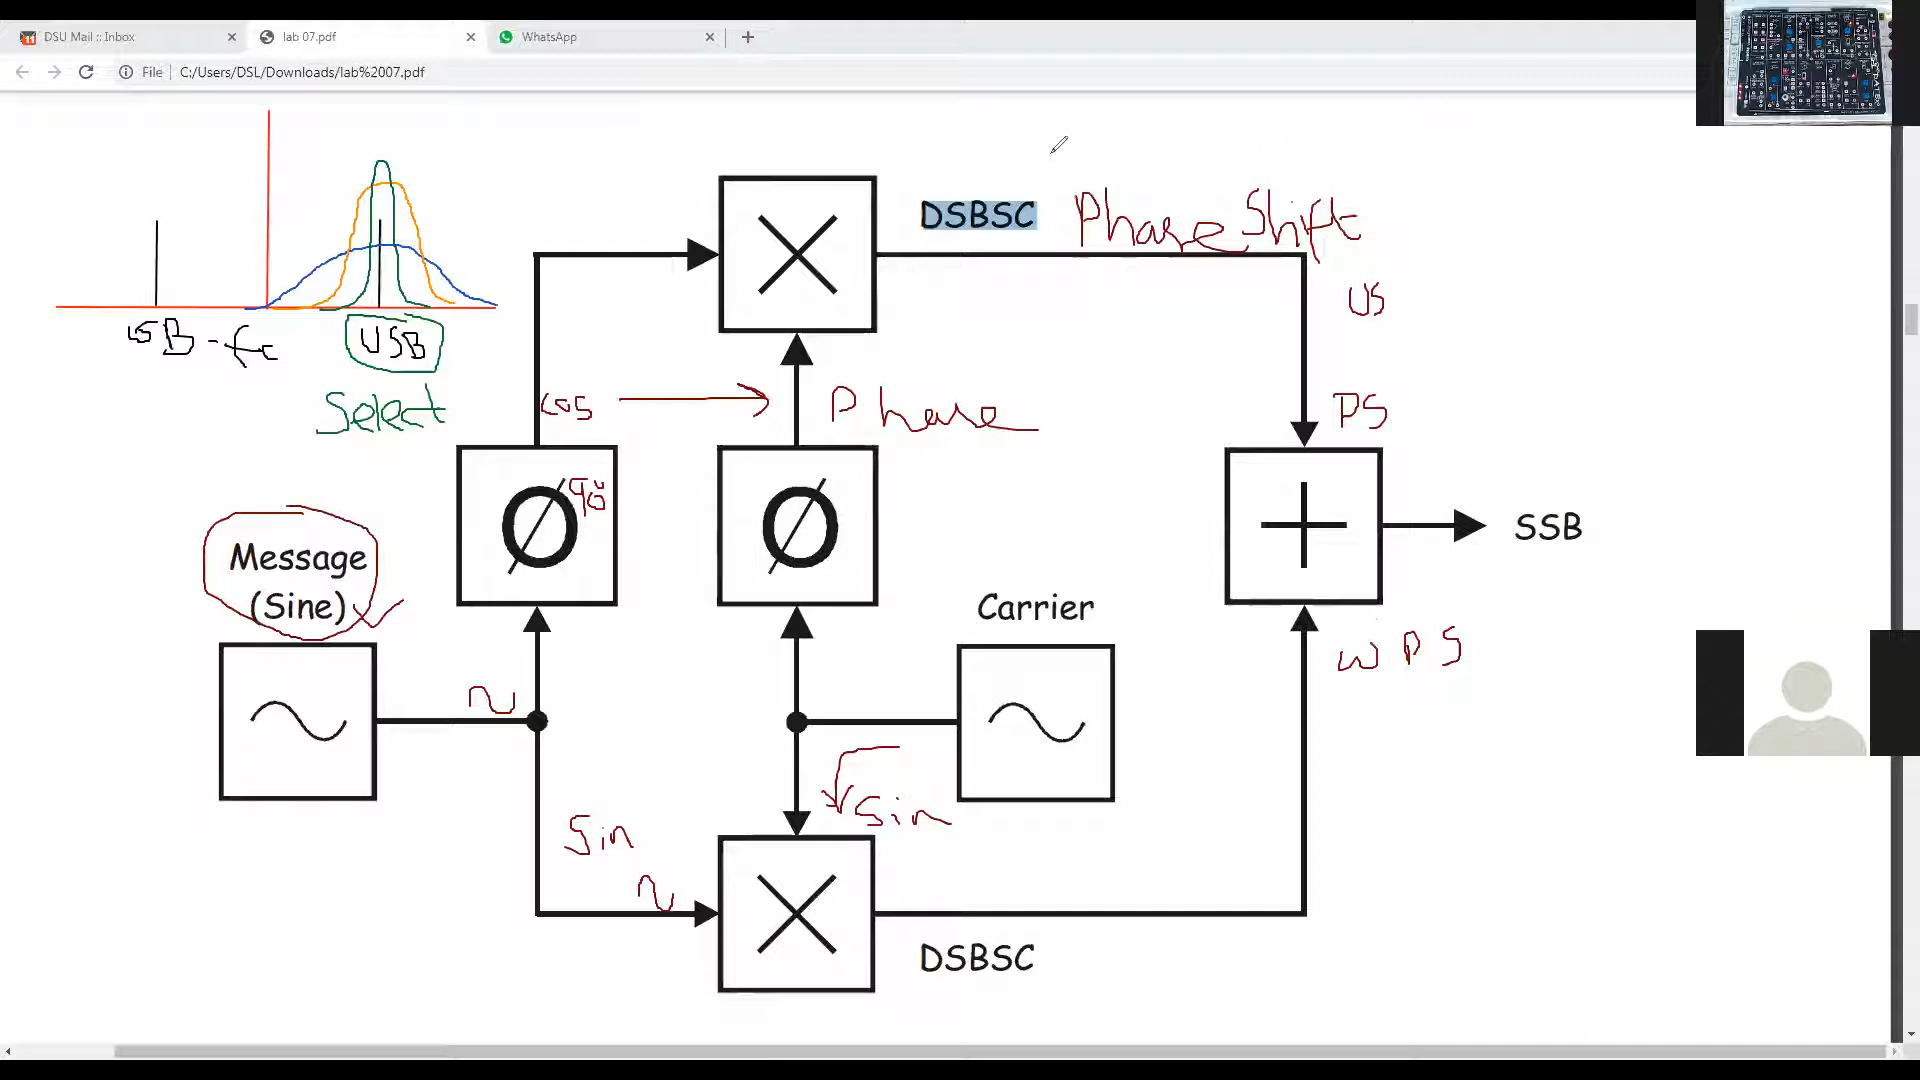 DSU Mail :: Inbox
lab 07.pdf
WhatsApp
File
C:/Users/DSL/Downloads/lab%2007.pdf
DSBSC
Phase Shift
US
- fc
USB
Select
cos
Phase
PS
90°
Message
(Sine)
Carrier
SSB
WPS
Sin
Sin
DSBSC